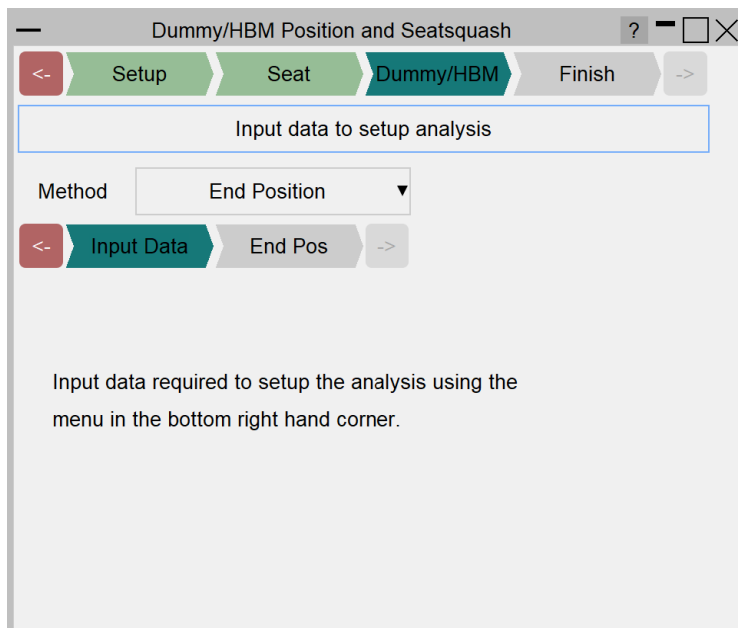 Dummy/HBM Position and Seatsquash ?
<- Setup Seat Dummy/HBM Finish ->
Input data to setup analysis
Method End Position
<- Input Data End Pos ->
Input data required to setup the analysis using the
menu in the bottom right hand corner.